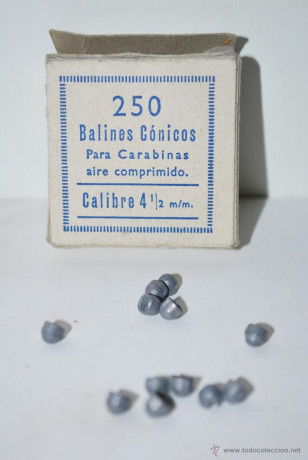 250
Balines Cónicos
Para Carabinas
aire comprimido.
Calibre 4 1/2 m/m.
© www.todocoleccion.net